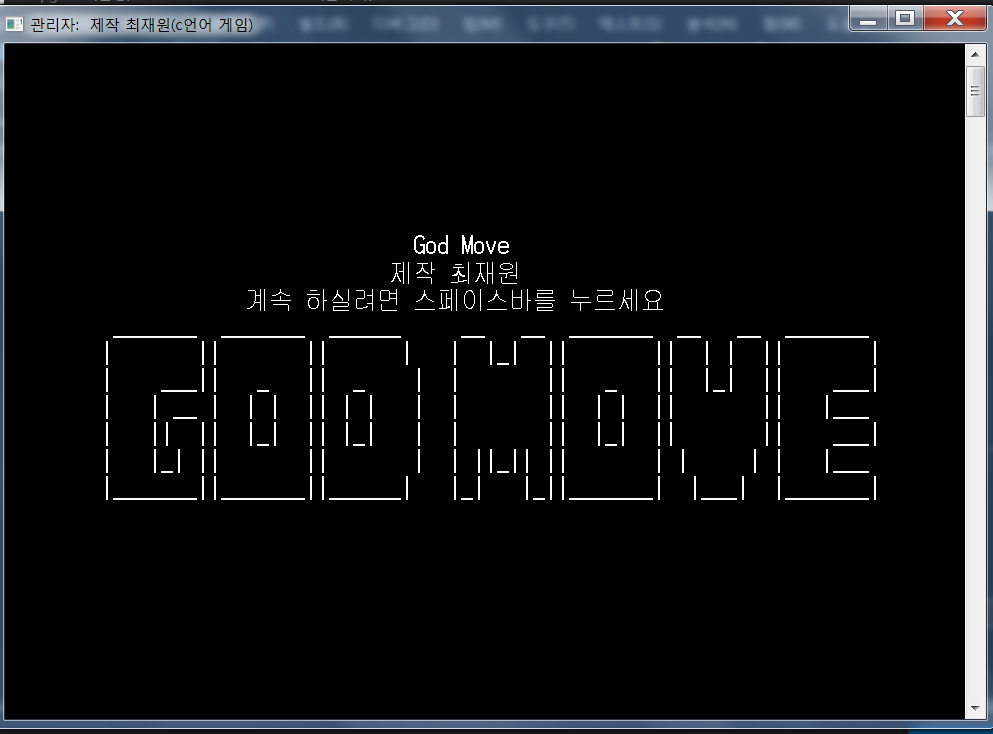 관리자: 제작 최재원(c언어 게임)
God Move
제작 최재원
계속 하실려면 스페이스바를 누르세요
GOD MOVE